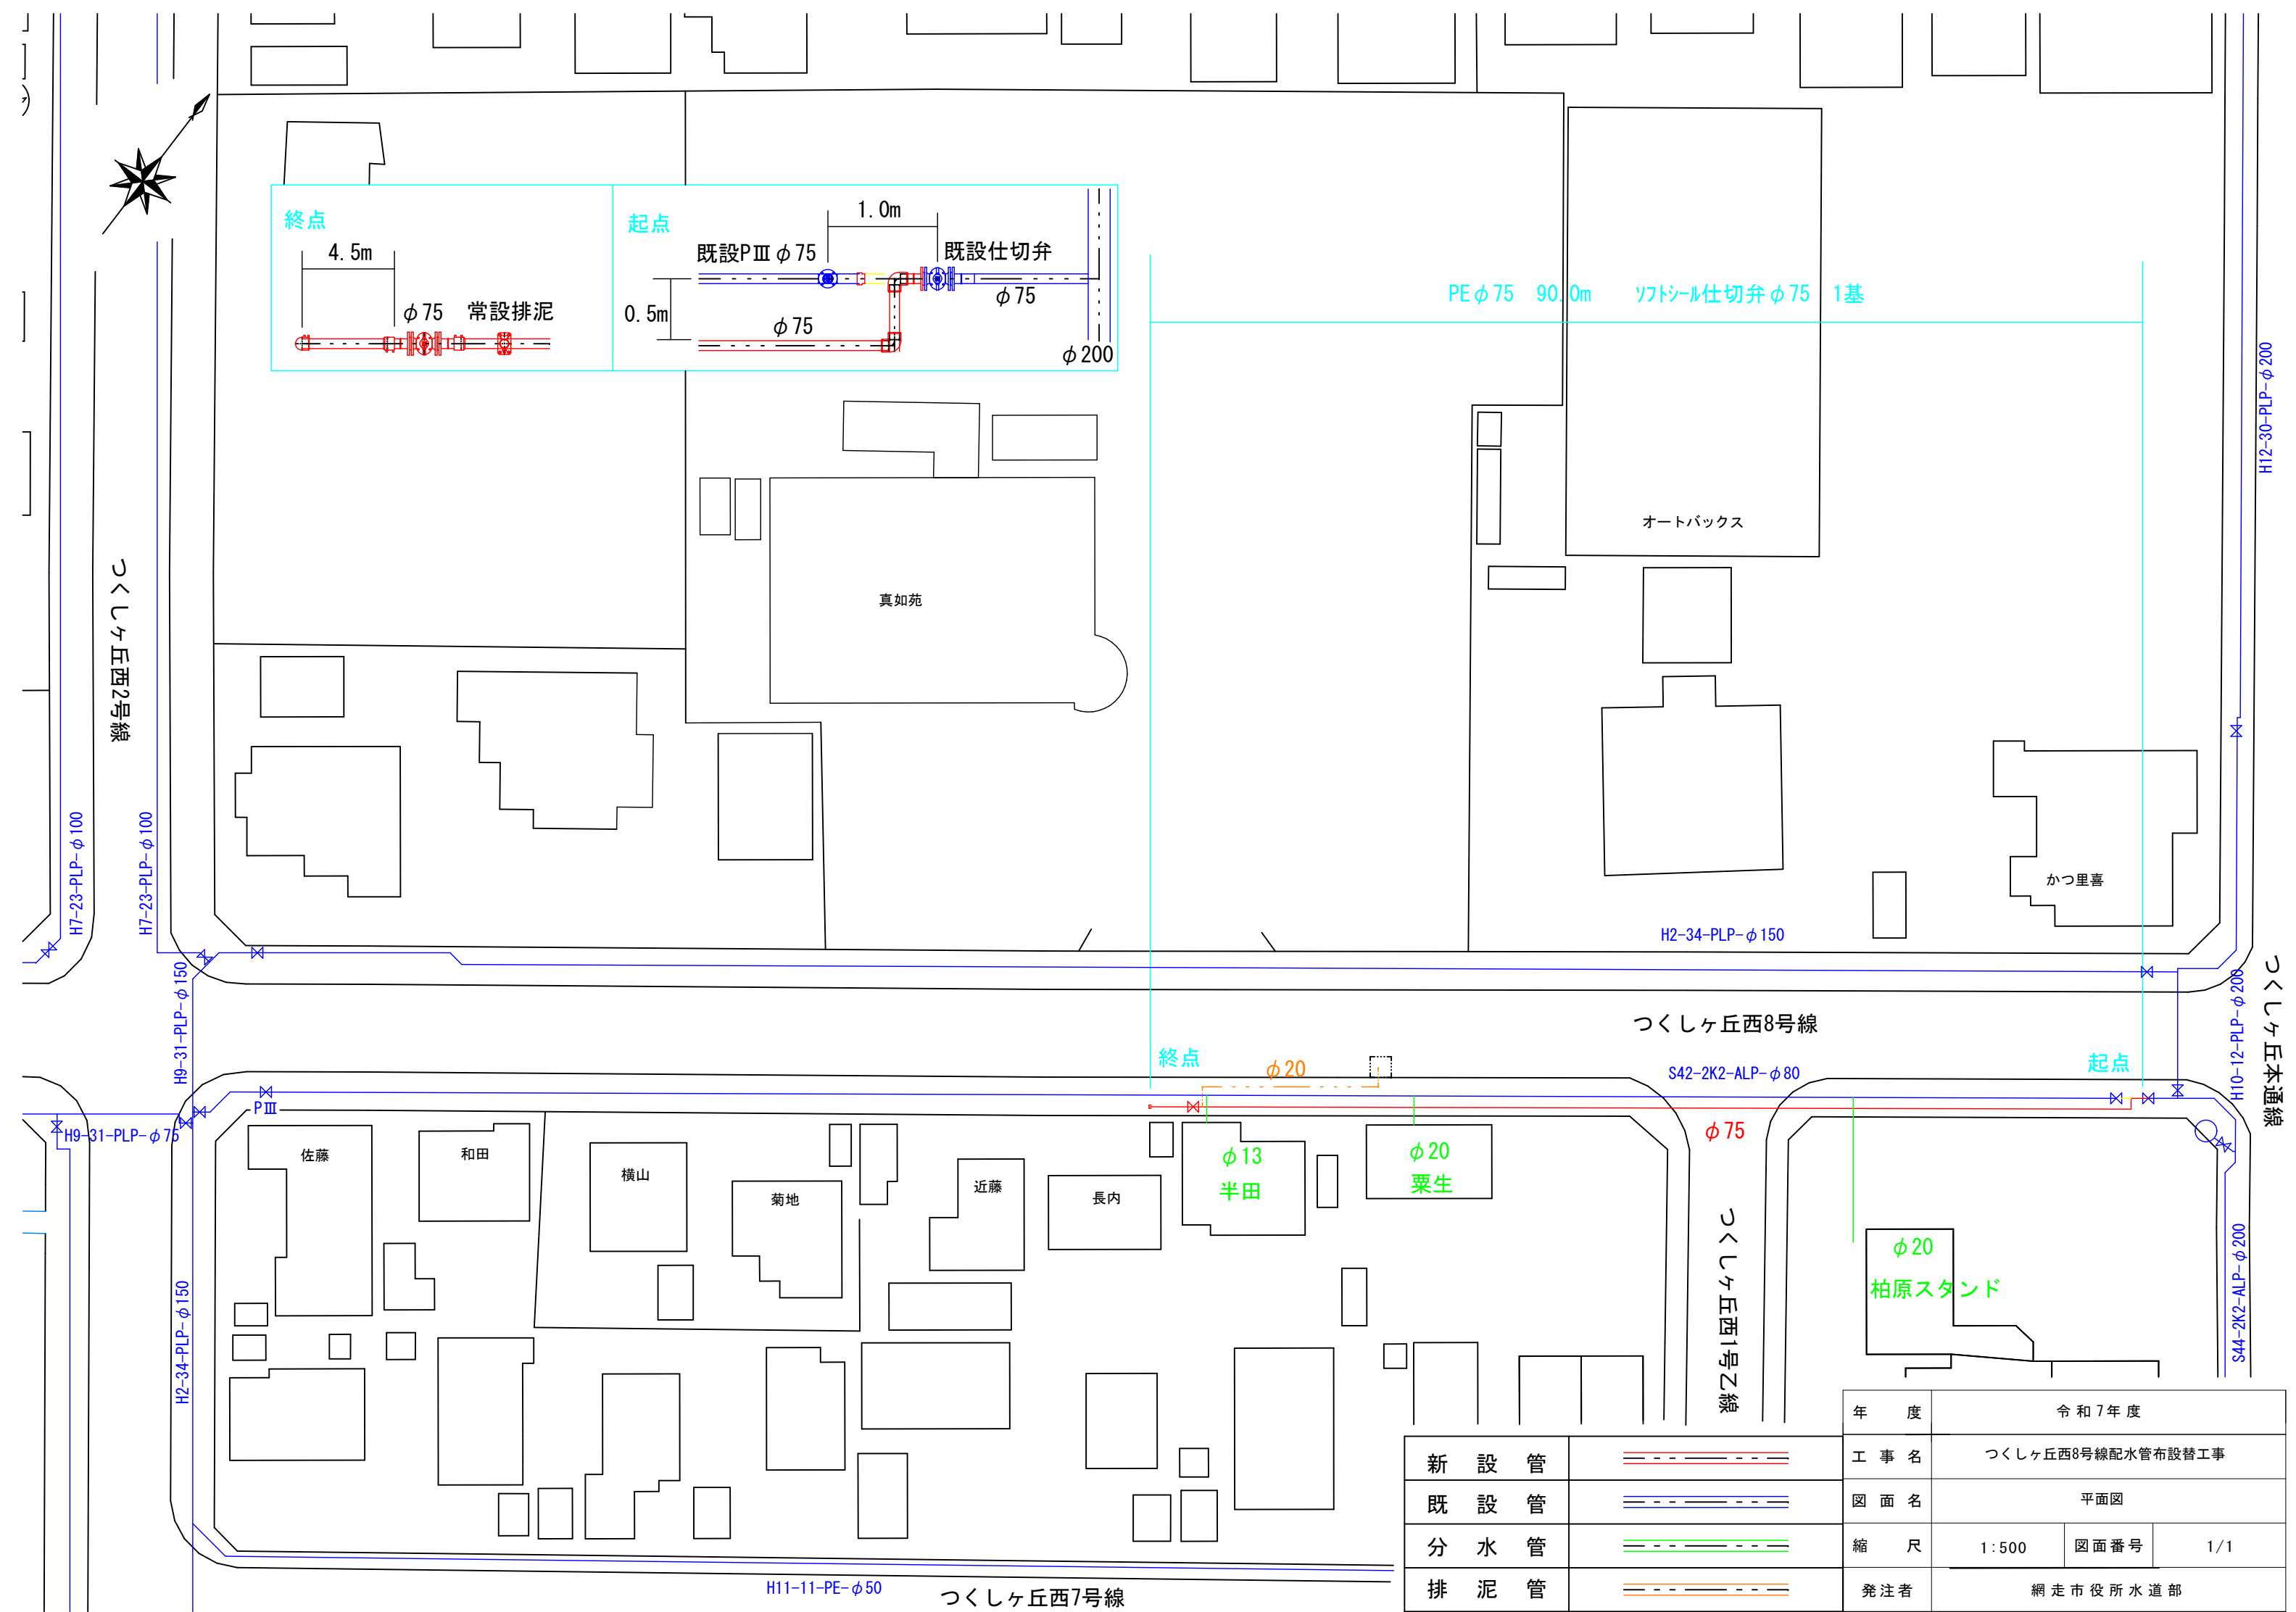 終点
4.5m
φ75 常設排泥
起点
1.0m
既設PⅢφ75
既設仕切弁
0.5m
φ75
φ75
φ200
PEφ75 90.0m ソフトシール仕切弁φ75 1基
H12-30-PLP-φ200
オートバックス
真如苑
つくしヶ丘西2号線
H7-23-PLP-φ100
H7-23-PLP-φ100
かつ里喜
H2-34-PLP-φ150
H9-31-PLP-φ150
つくしヶ丘西8号線
H10-12-PLP-φ200
つくしヶ丘本通線
終点
φ20
S42-2K2-ALP-φ80
起点
PⅢ
H9-31-PLP-φ75
φ75
佐藤
和田
横山
菊地
近藤
長内
φ13
半田
φ20
粟生
つくしヶ丘西1号乙線
φ20
柏原スタンド
S44-2K2-ALP-φ200
H2-34-PLP-φ150
H11-11-PE-φ50
つくしヶ丘西7号線
新設管
既設管
分水管
排泥管
年度 令和7年度
工事名 つくしヶ丘西8号線配水管布設替工事
図面名 平面図
縮尺 1:500 図面番号 1/1
発注者 網走市役所水道部